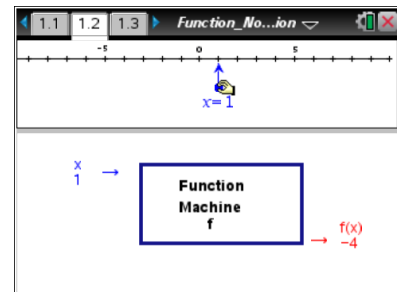 1.1 1.2 1.3 Function_No...ion
-5 0 5
x=1
x
1
Function
Machine
f
f(x)
-4